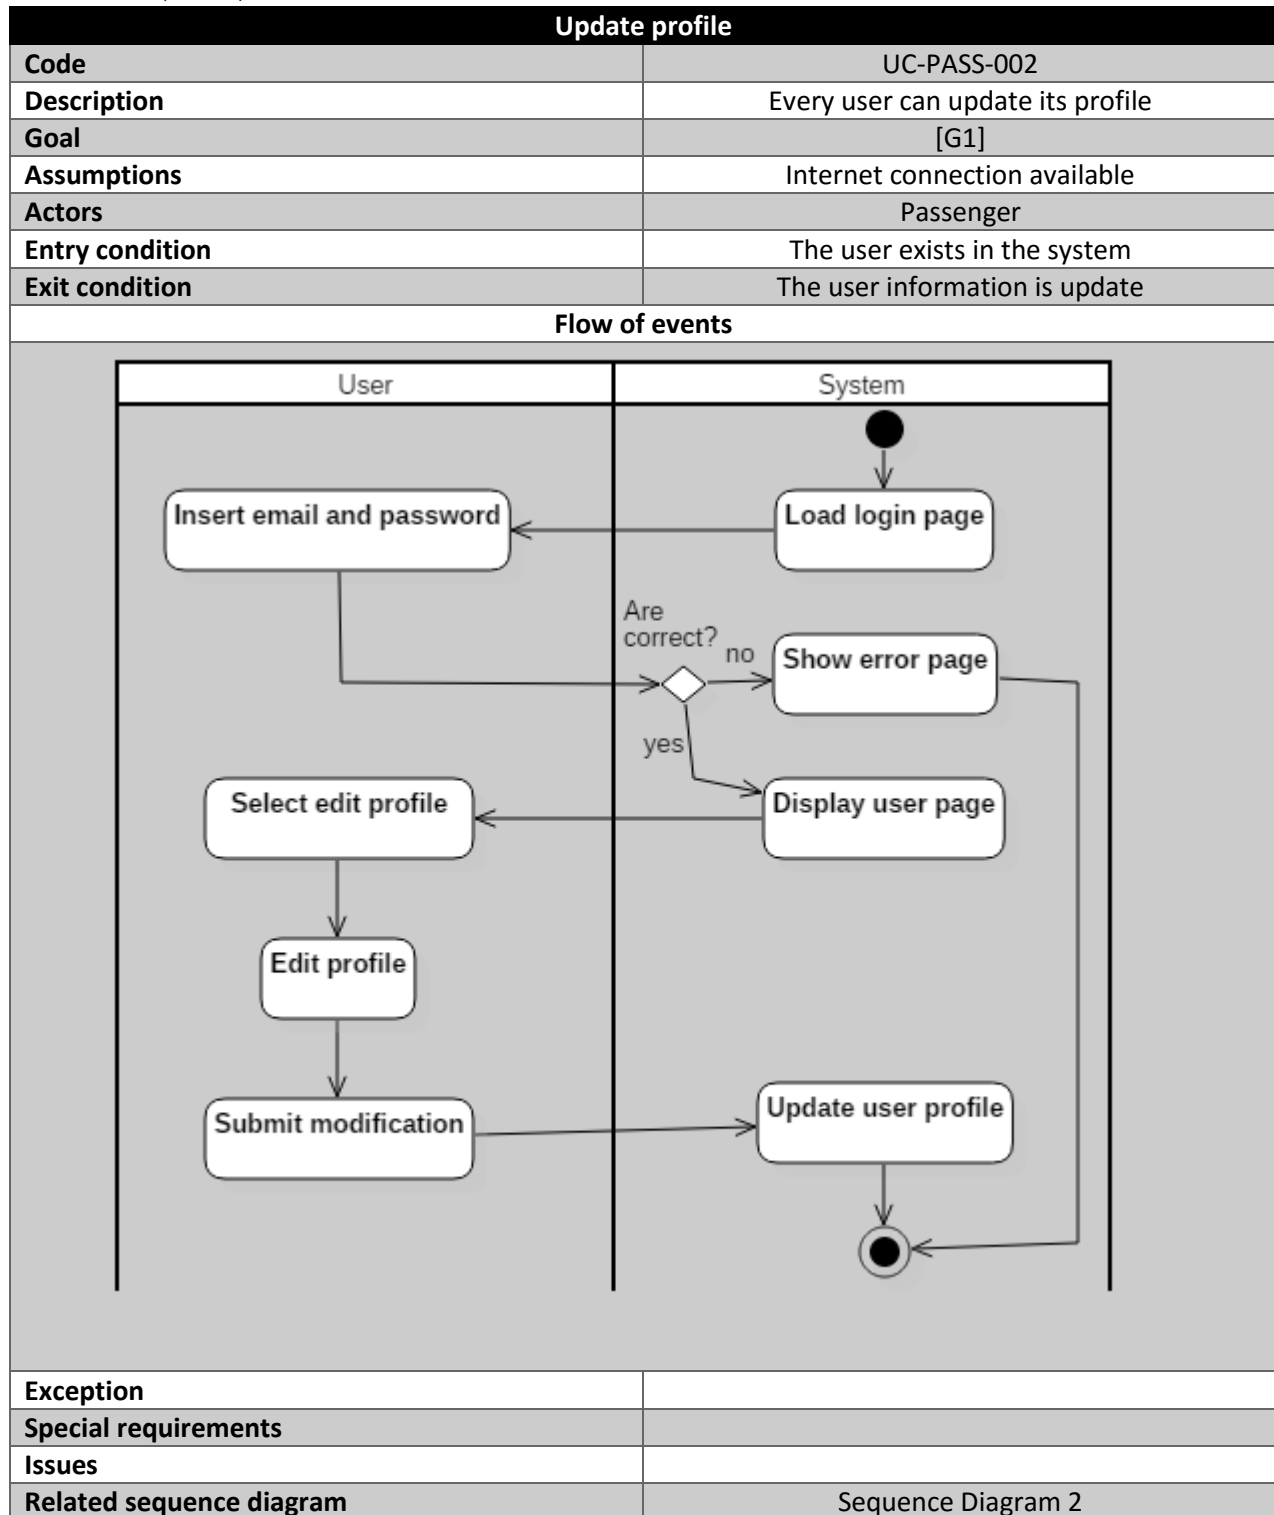 Update profile
Code UC-PASS-002
Description Every user can update its profile
Goal [G1]
Assumptions Internet connection available
Actors Passenger
Entry condition The user exists in the system
Exit condition The user information is update
Flow of events
User System
Insert email and password Load login page
Are
correct?
no Show error page
yes
Select edit profile Display user page
Edit profile
Submit modification Update user profile
Exception
Special requirements
Issues
Related sequence diagram Sequence Diagram 2